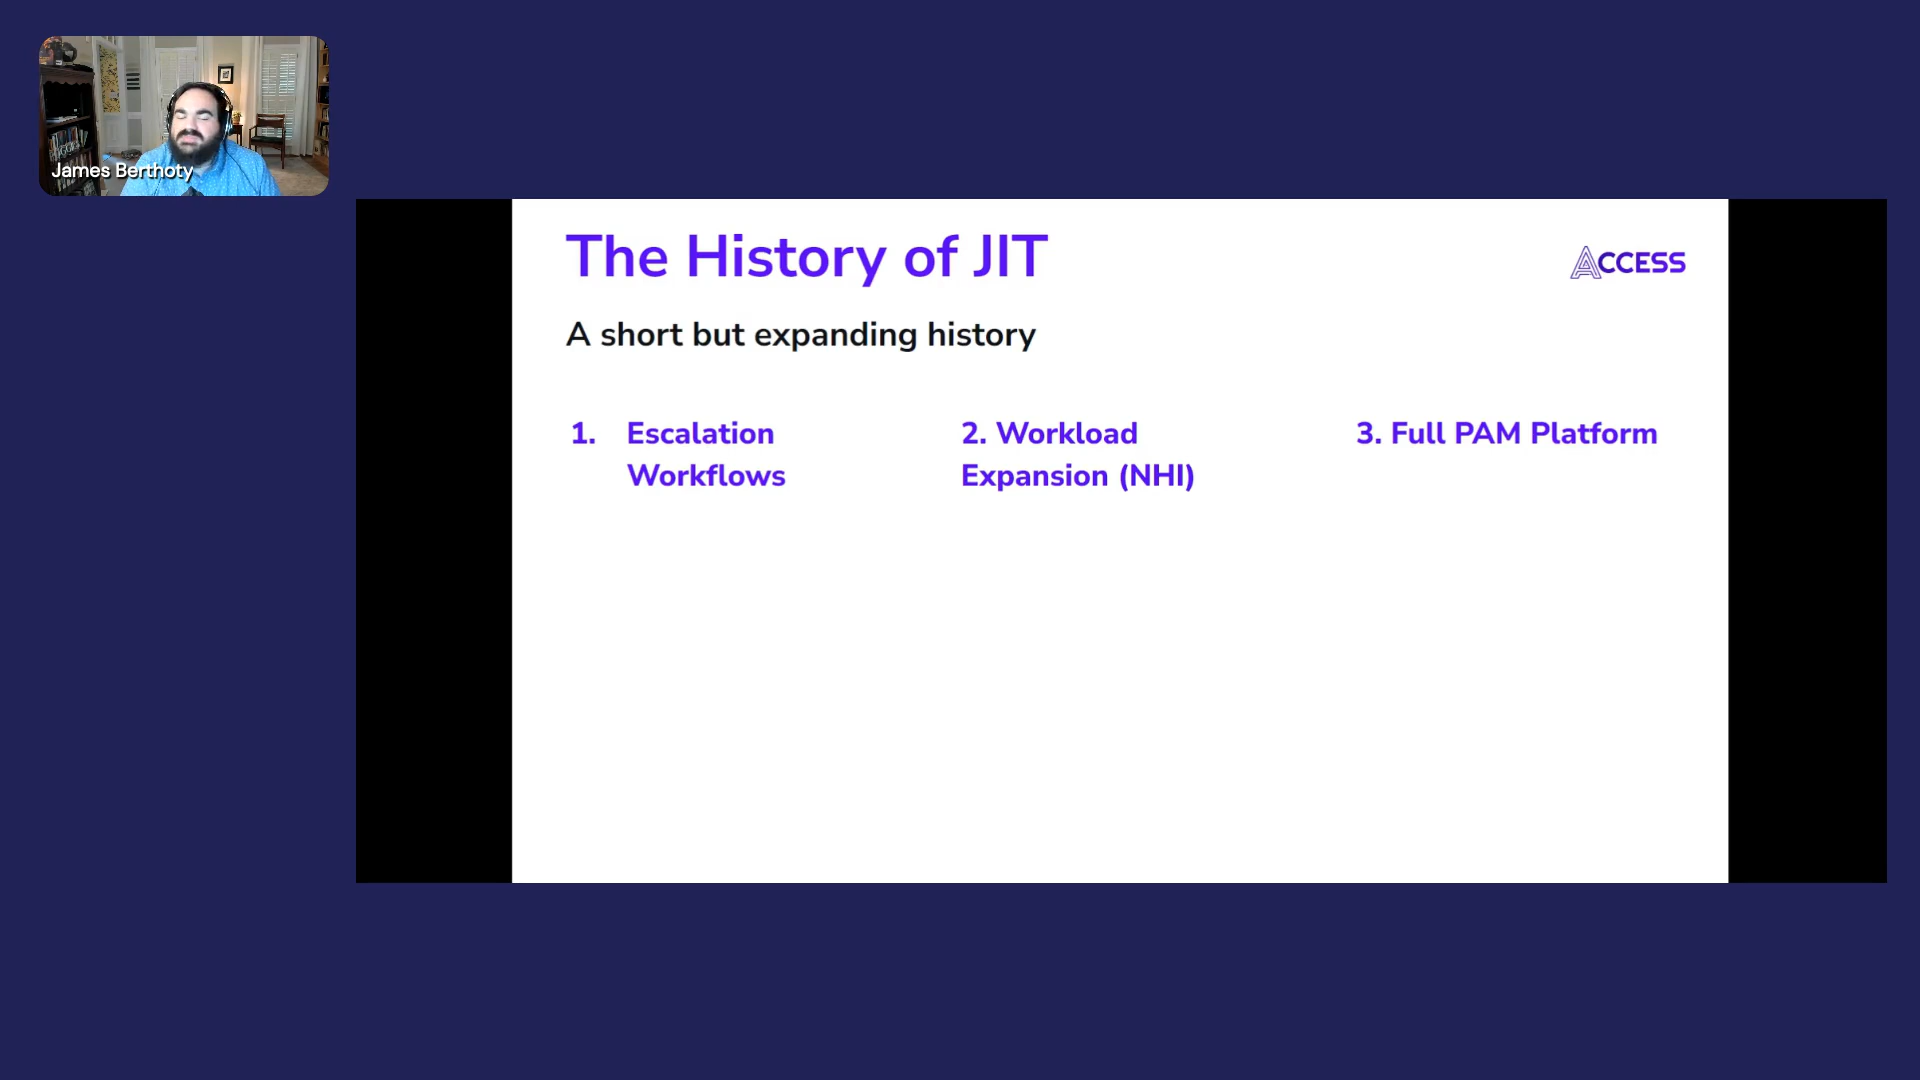 James Berthoty
The History of JIT
ACCESS
A short but expanding history
1. Escalation
Workflows
2. Workload
Expansion (NHI)
3. Full PAM Platform